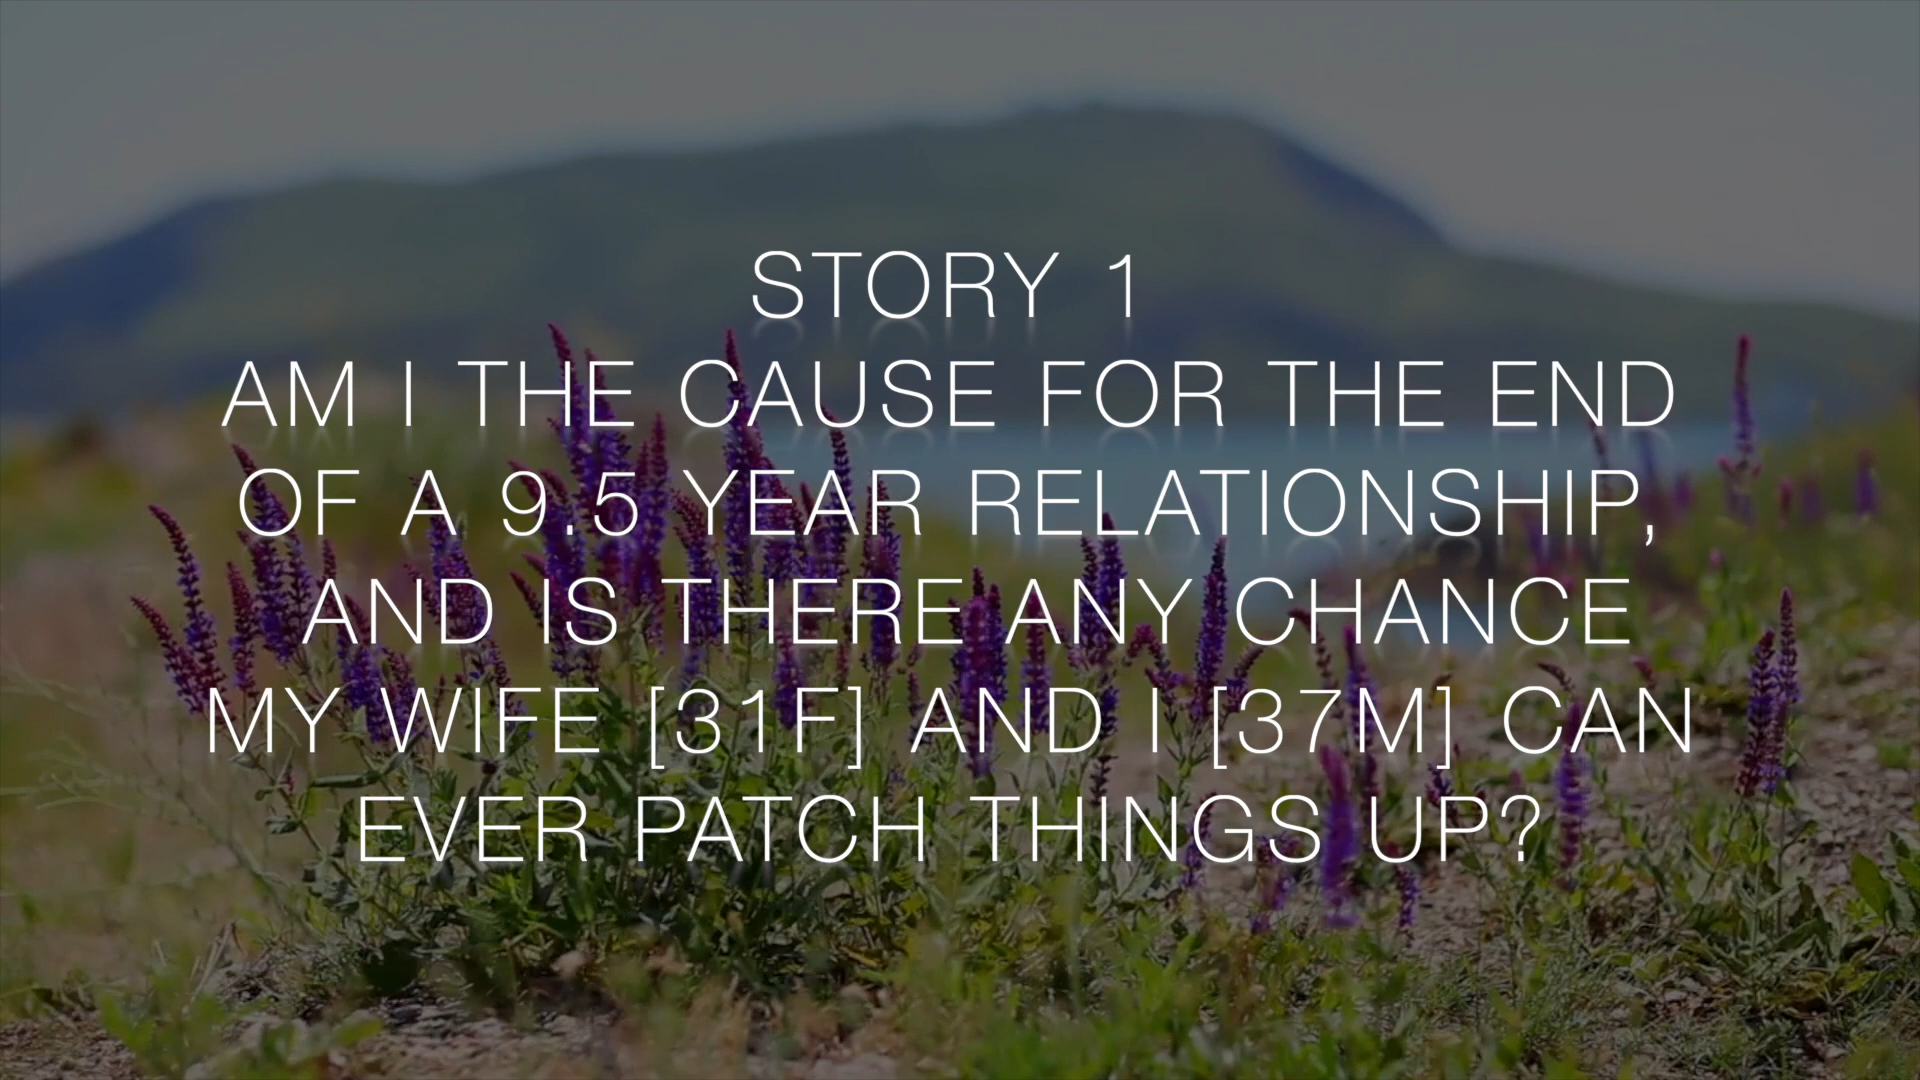 STORY 1
AM I THE CAUSE FOR THE END
OF A 9.5 YEAR RELATIONSHIP,
AND IS THERE ANY CHANCE
MY WIFE [31F] AND I [37M] CAN
EVER PATCH THINGS UP?